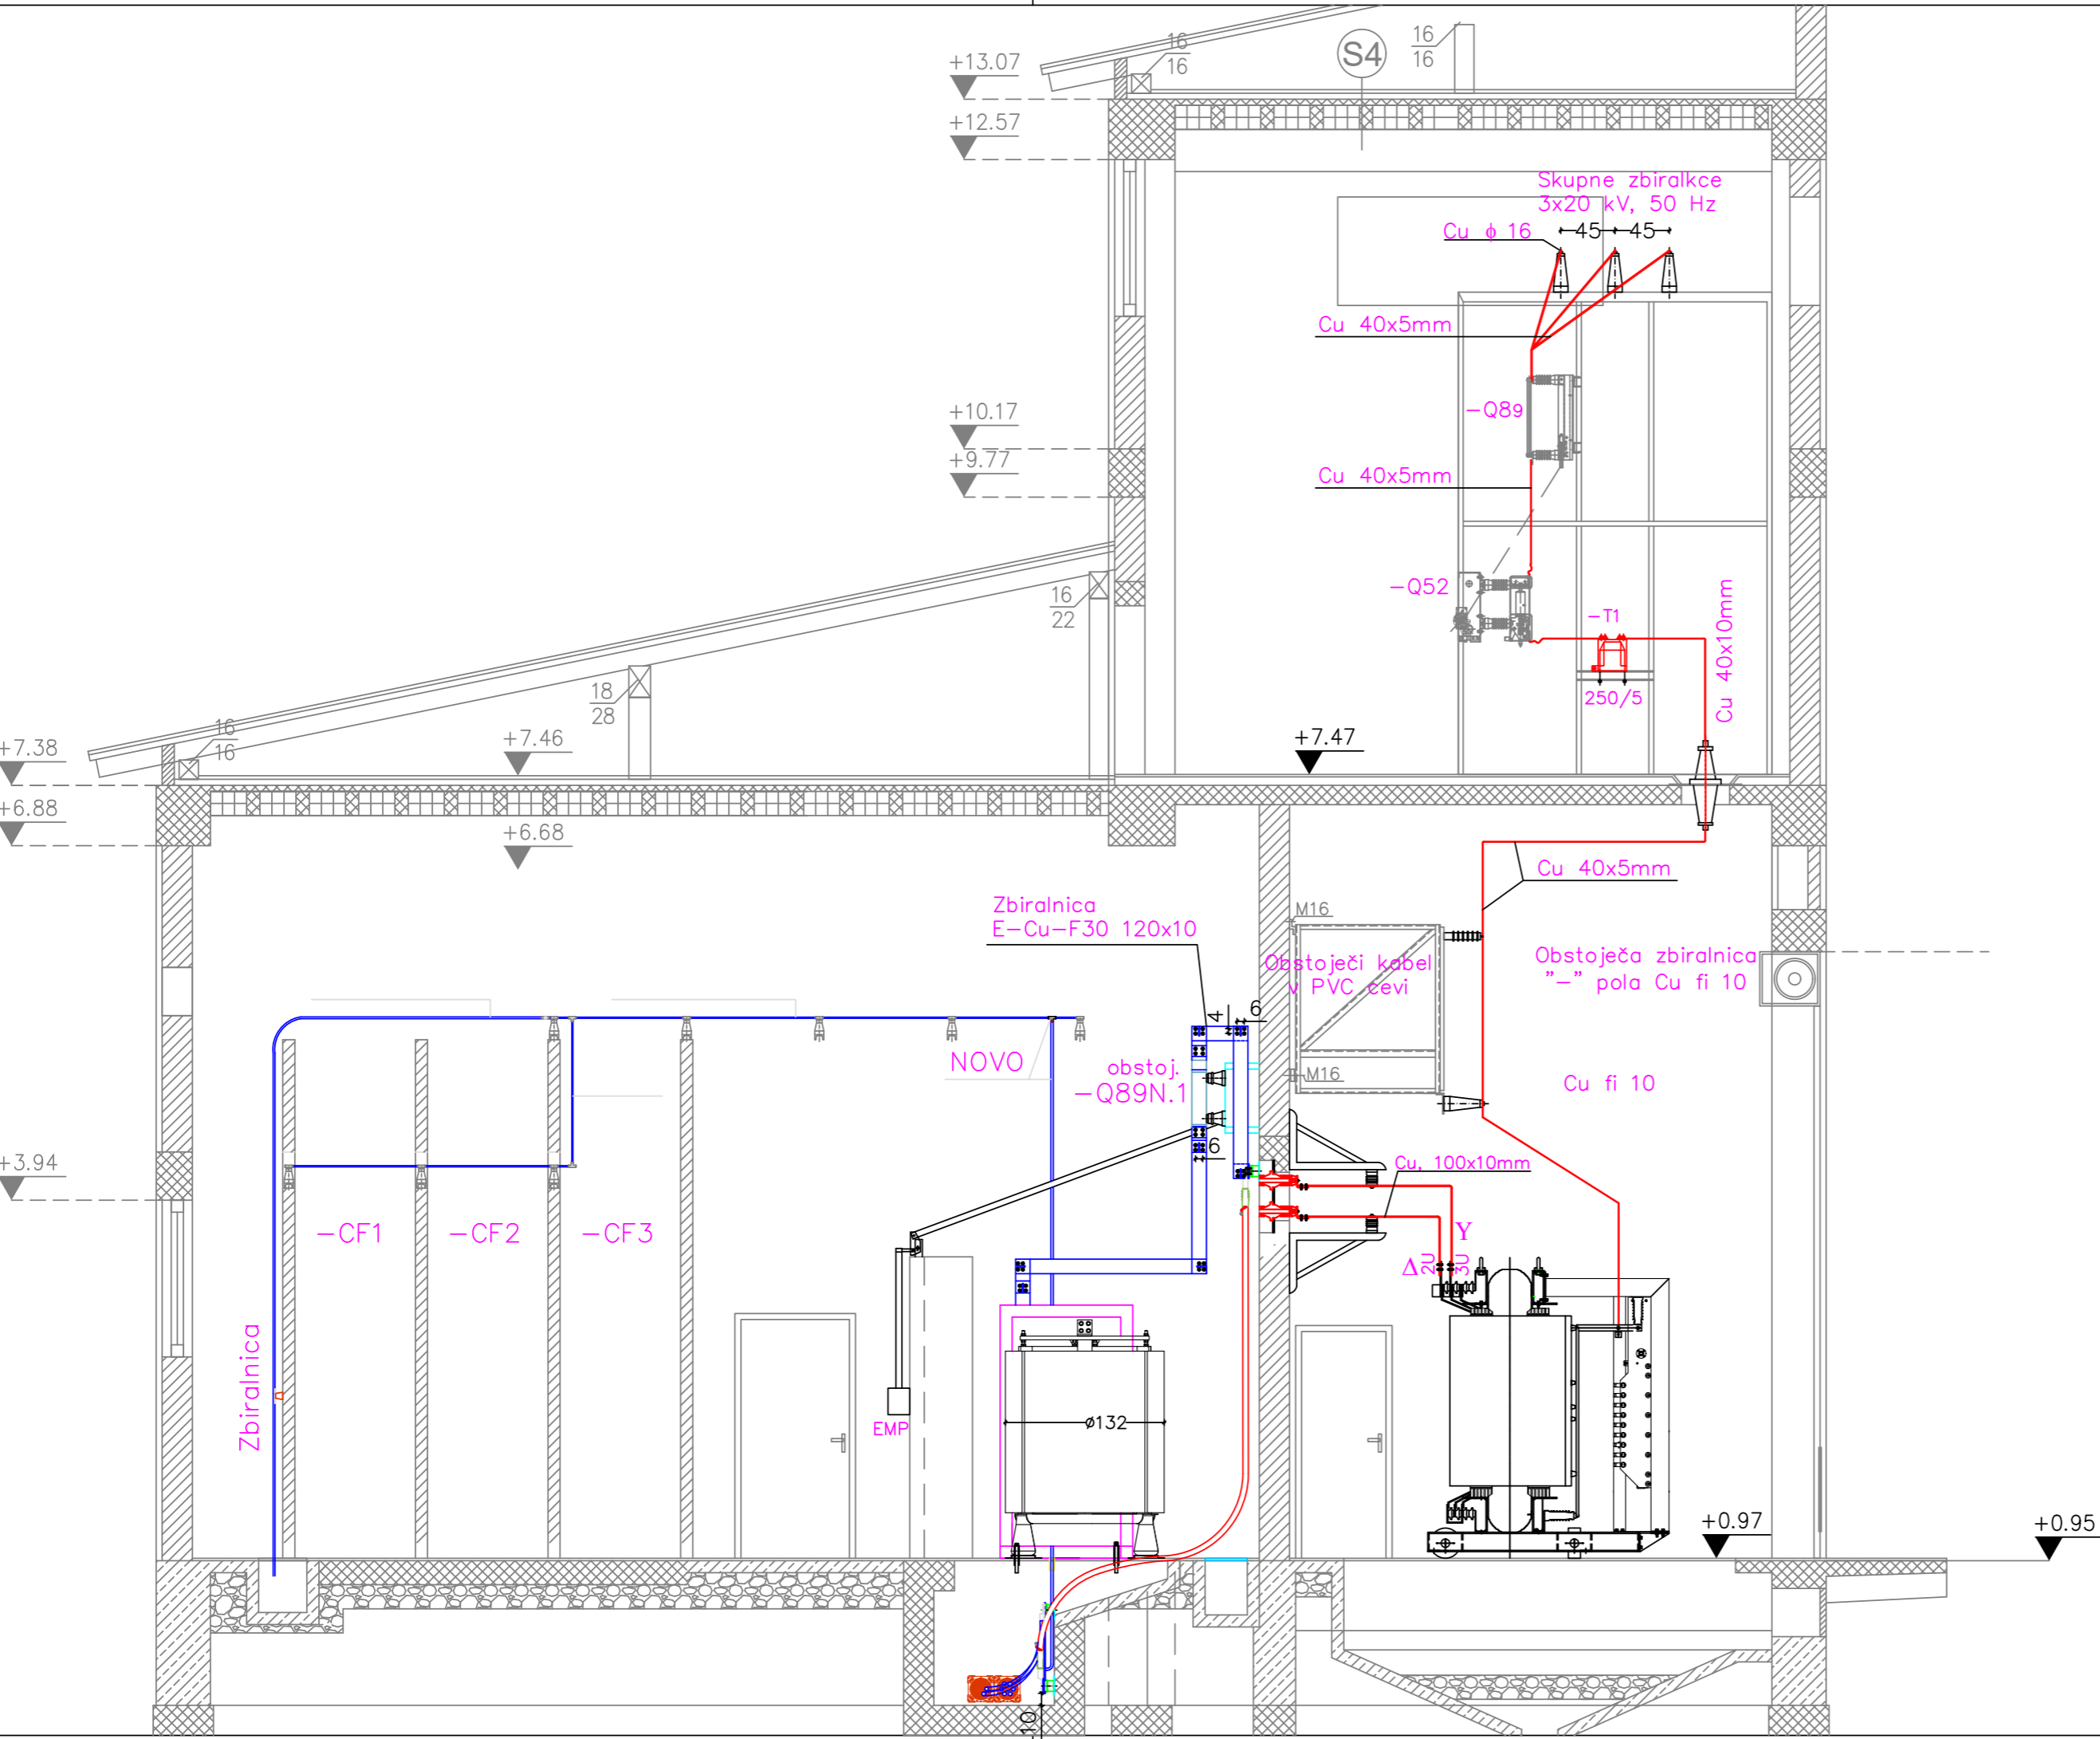 +13.07
16
16
S4
16
16
+12.57
Skupne zbiralkce
3x20 kV, 50 Hz
Cu ϕ 16
45
45
Cu 40x5mm
+10.17
-Q89
+9.77
Cu 40x5mm
16
22
-Q52
-T1
250/5
Cu 40x10mm
18
28
16
16
+7.38
+7.46
+7.47
+6.88
+6.68
Cu 40x5mm
Zbiralnica
E-Cu-F30 120x10
M16
Obstoječi kabel
v PVC cevi
Obstoječa zbiralnica
"-" pola Cu fi 10
4
6
NOVO
obstoj.
-Q89N.1
M16
Cu fi 10
6
+3.94
Cu, 100x10mm
-CF1
-CF2
-CF3
Y
Δ
2U
3U
Zbiralnica
EMP
ø132
+0.97
+0.95
10